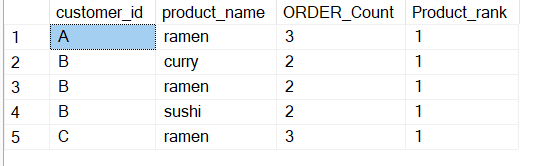 customer_id product_name ORDER_Count Product_rank
1 A ramen 3 1
2 B curry 2 1
3 B ramen 2 1
4 B sushi 2 1
5 C ramen 3 1